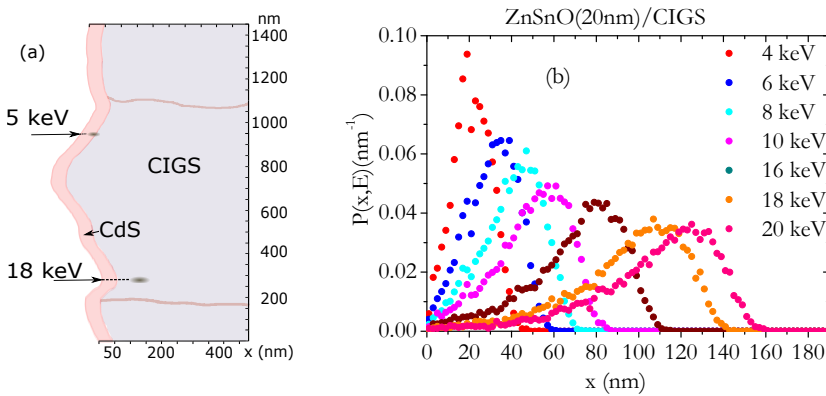 (a)
nm
1400
1200
1000
800
600
400
200
5 keV
CIGS
CdS
18 keV
50 200 400 x (nm)
ZnSnO(20nm)/CIGS
(b)
P(x,E)(nm⁻¹)
0.10
0.08
0.06
0.04
0.02
0.00
0 20 40 60 80 100 120 140 160 180
x (nm)
4 keV
6 keV
8 keV
10 keV
16 keV
18 keV
20 keV